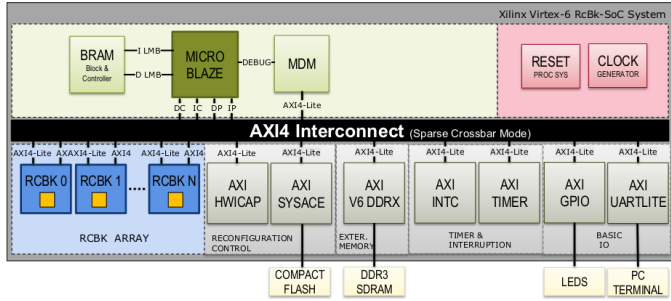 Xilinx Virtex-6 RcBk-SoC System
BRAM
Block &
Controller
I LMB
D LMB
MICRO
BLAZE
DEBUG
MDM
RESET
PROC SYS
CLOCK
GENERATOR
DC IC DP IP
AXI4-Lite
AXI4 Interconnect (Sparse Crossbar Mode)
AXI4-Lite AXI4 AXI4-Lite AXI4 AXI4-Lite AXI4 AXI4-Lite AXI4-Lite AXI4-Lite AXI4-Lite AXI4-Lite AXI4-Lite AXI4-Lite
RCBK 0
RCBK 1
....
RCBK N
AXI
HWICAP
AXI
SYSACE
AXI
V6 DDRX
AXI
INTC
AXI
TIMER
AXI
GPIO
AXI
UARTLITE
RCBK ARRAY
RECONFIGURATION
CONTROL
EXTER.
MEMORY
TIMER &
INTERRUPTION
BASIC
IO
COMPACT
FLASH
DDR3
SDRAM
LEDS
PC
TERMINAL